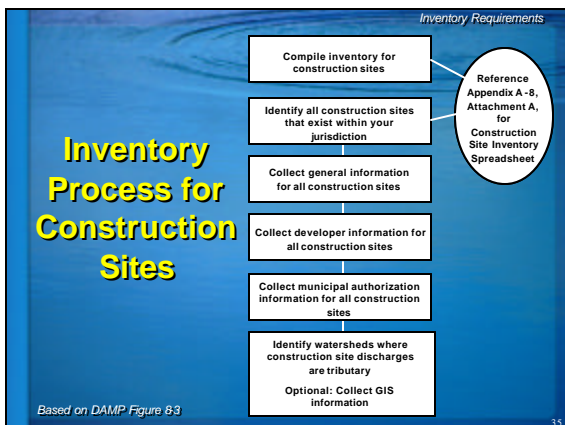 Inventory Requirements
Compile inventory for
construction sites
Reference
Appendix A -8,
Attachment A,
for
Construction
Site Inventory
Spreadsheet
Identify all construction sites
that exist within your
jurisdiction
Inventory
Process for
Construction
Sites
Collect general information
for all construction sites
Collect developer information for
all construction sites
Collect municipal authorization
information for all construction
sites
Identify watersheds where
construction site discharges
are tributary
Optional: Collect GIS
information
Based on DAMP Figure 8-3
35